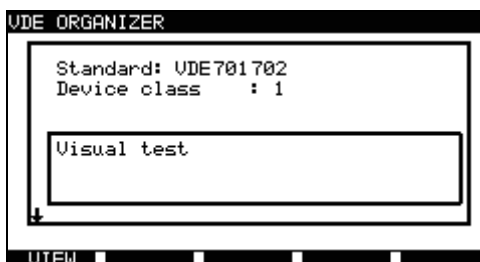 VDE ORGANIZER
Standard: VDE701702
Device class : 1
Visual test
VIEW